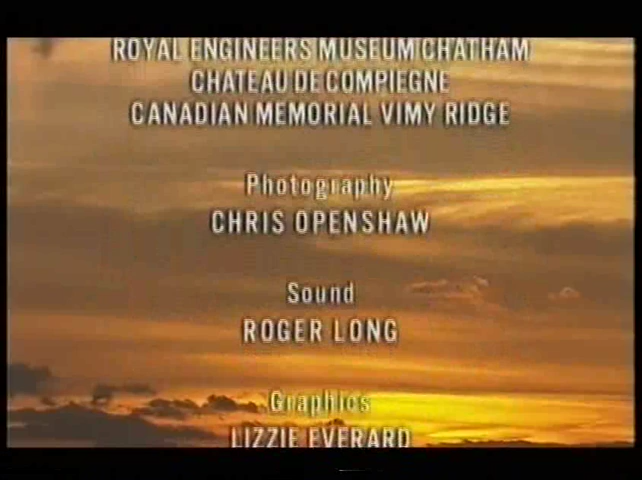 ROYAL ENGINEERS MUSEUM CHATHAM
CHATEAU DE COMPIEGNE
CANADIAN MEMORIAL VIMY RIDGE
Photography
CHRIS OPENSHAW
Sound
ROGER LONG
Graphics
LIZZIE EVERARD